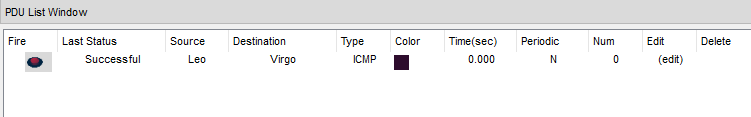 PDU List Window
Fire Last Status Source Destination Type Color Time(sec) Periodic Num Edit Delete
Successful Leo Virgo ICMP 0.000 N 0 (edit)